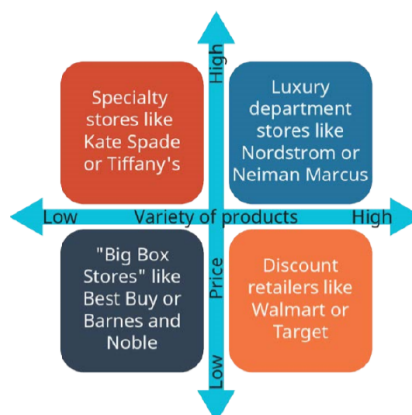 High
Specialty
stores like
Kate Spade
or Tiffany's
Luxury
department
stores like
Nordstrom or
Neiman Marcus
Low Variety of products High
"Big Box
Stores" like
Best Buy or
Barnes and
Noble
Price
Discount
retailers like
Walmart or
Target
Low